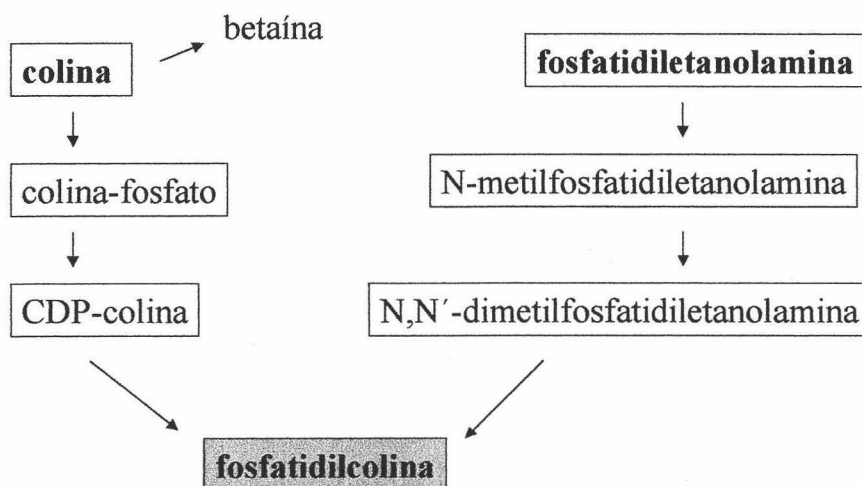 betaína
colina
fosfatidiletanolamina
colina-fosfato
N-metilfosfatidiletanolamina
CDP-colina
N,N´-dimetilfosfatidiletanolamina
fosfatidilcolina